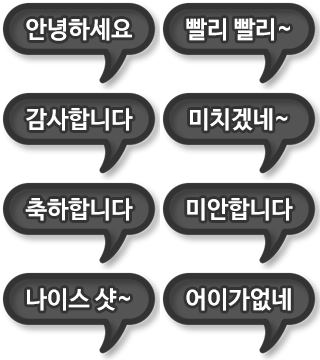 안녕하세요
빨리 빨리~
감사합니다
미치겠네~
축하합니다
미안합니다
나이스 샷~
어이가없네